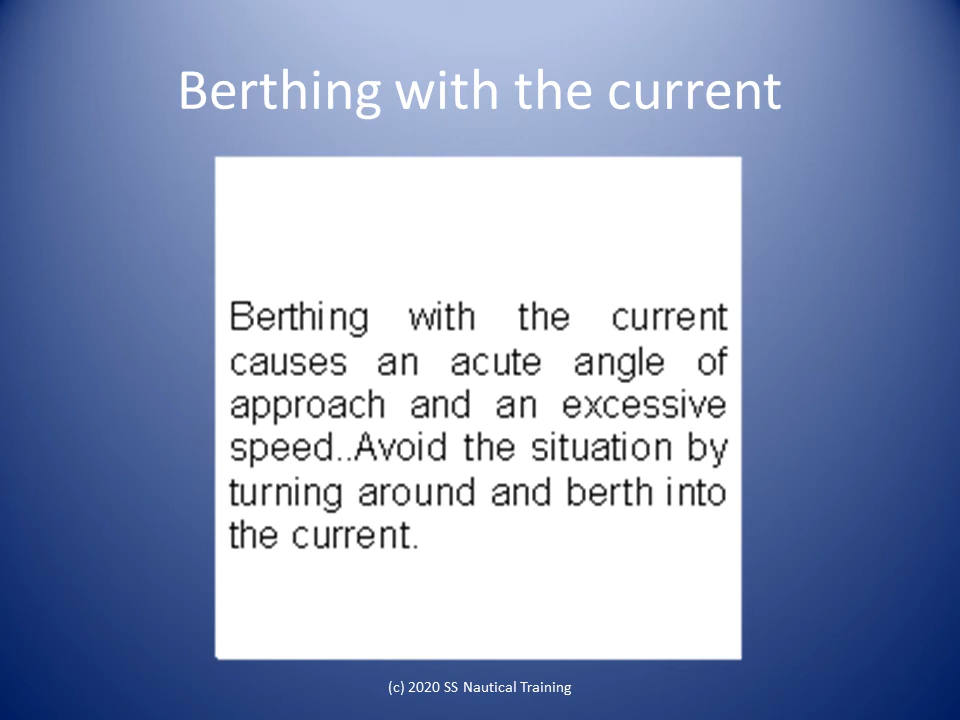 Berthing with the current
Berthing with the current
causes an acute angle of
approach and an excessive
speed..Avoid the situation by
turning around and berth into
the current.
(c) 2020 SS Nautical Training